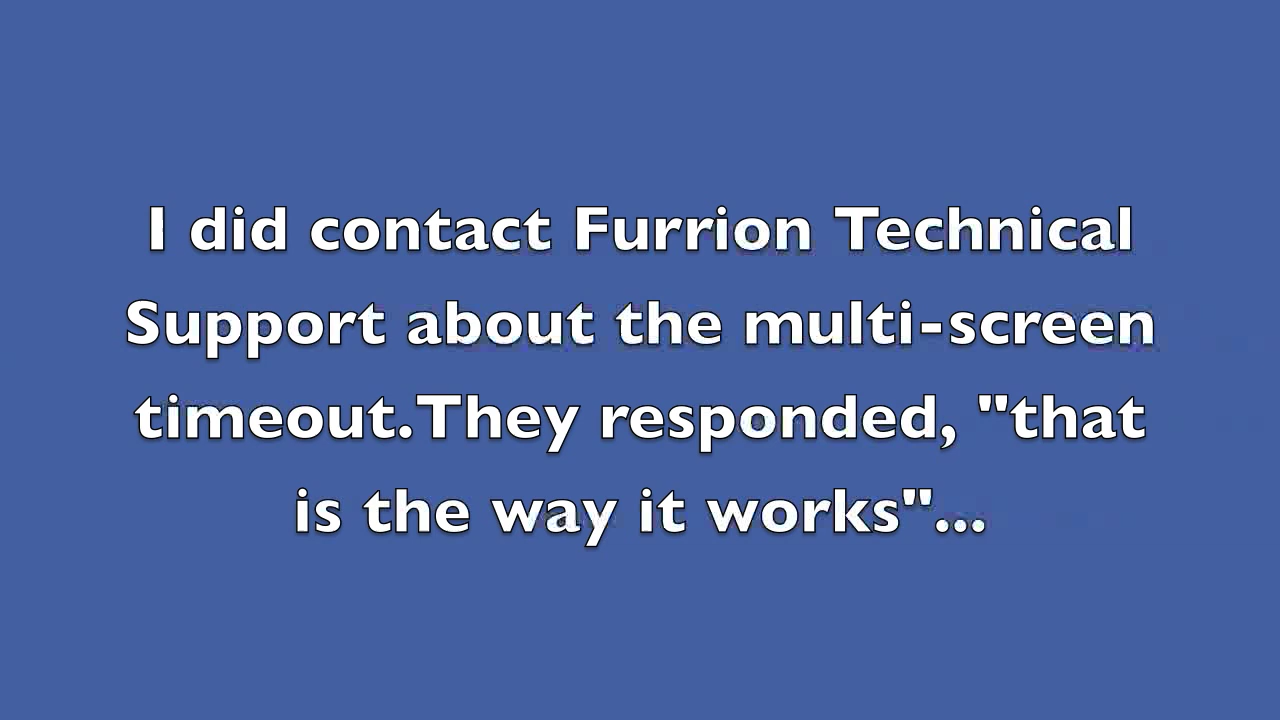 I did contact Furrion Technical
Support about the multi-screen
timeout. They responded, "that
is the way it works"...